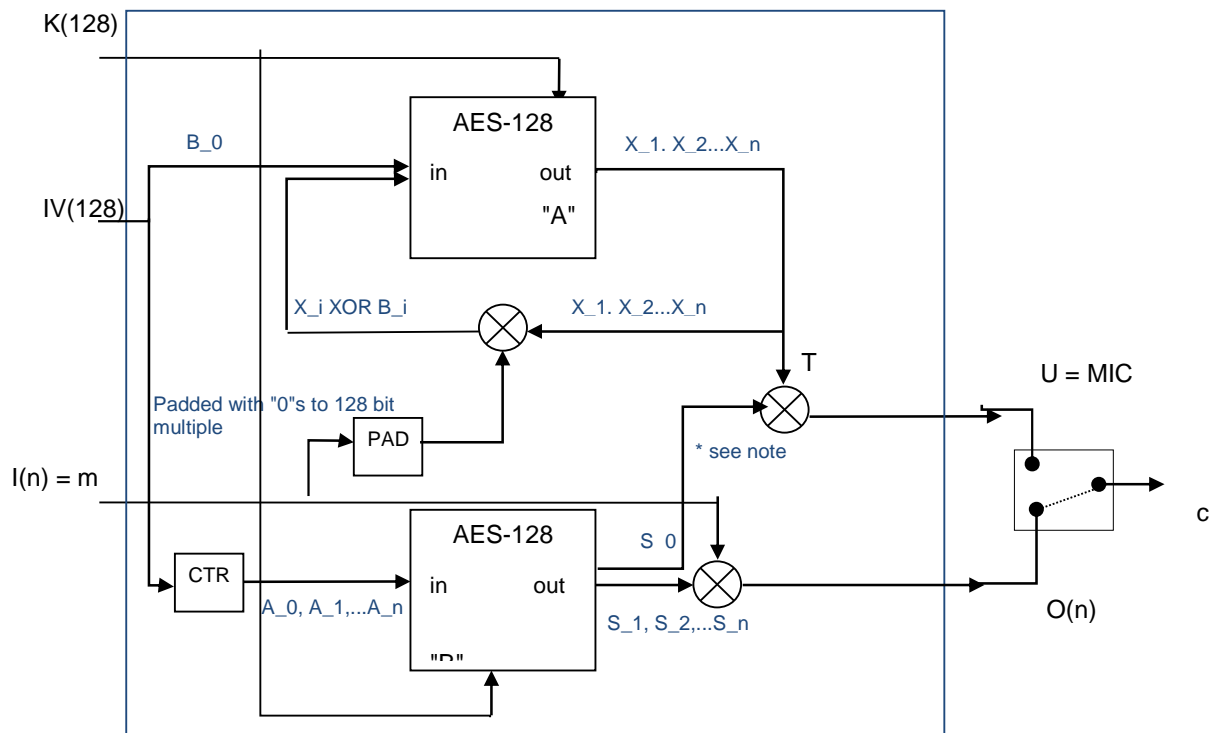 K(128)
AES-128
B_0
X_1. X_2...X_n
in
out
IV(128)
"A"
X_i XOR B_i
X_1. X_2...X_n
T
U = MIC
Padded with "0"s to 128 bit
multiple
PAD
* see note
I(n) = m
AES-128
S_0
c
CTR
in
out
A_0, A_1,...A_n
O(n)
S_1, S_2,...S_n